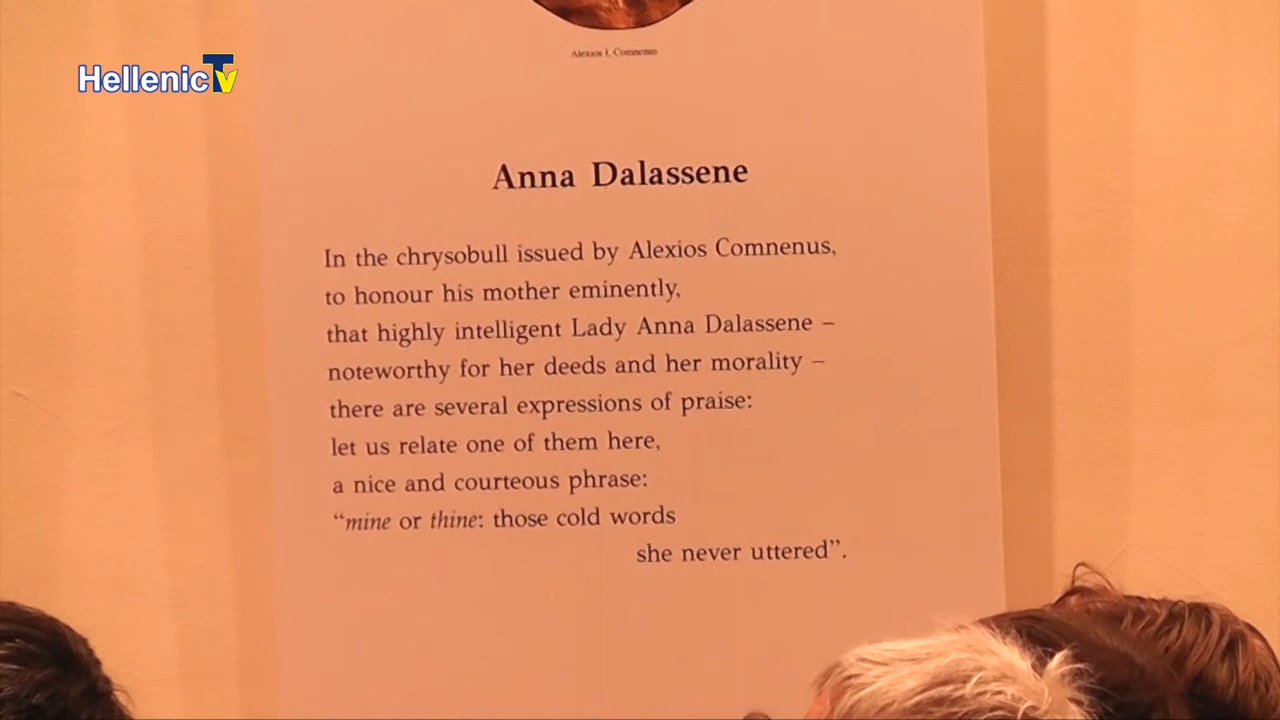 HellenicTv
Alexios I, Comnenus
Anna Dalassene
In the chrysobull issued by Alexios Comnenus,
to honour his mother eminently,
that highly intelligent Lady Anna Dalassene –
noteworthy for her deeds and her morality –
there are several expressions of praise:
let us relate one of them here,
a nice and courteous phrase:
“mine or thine: those cold words
she never uttered”.